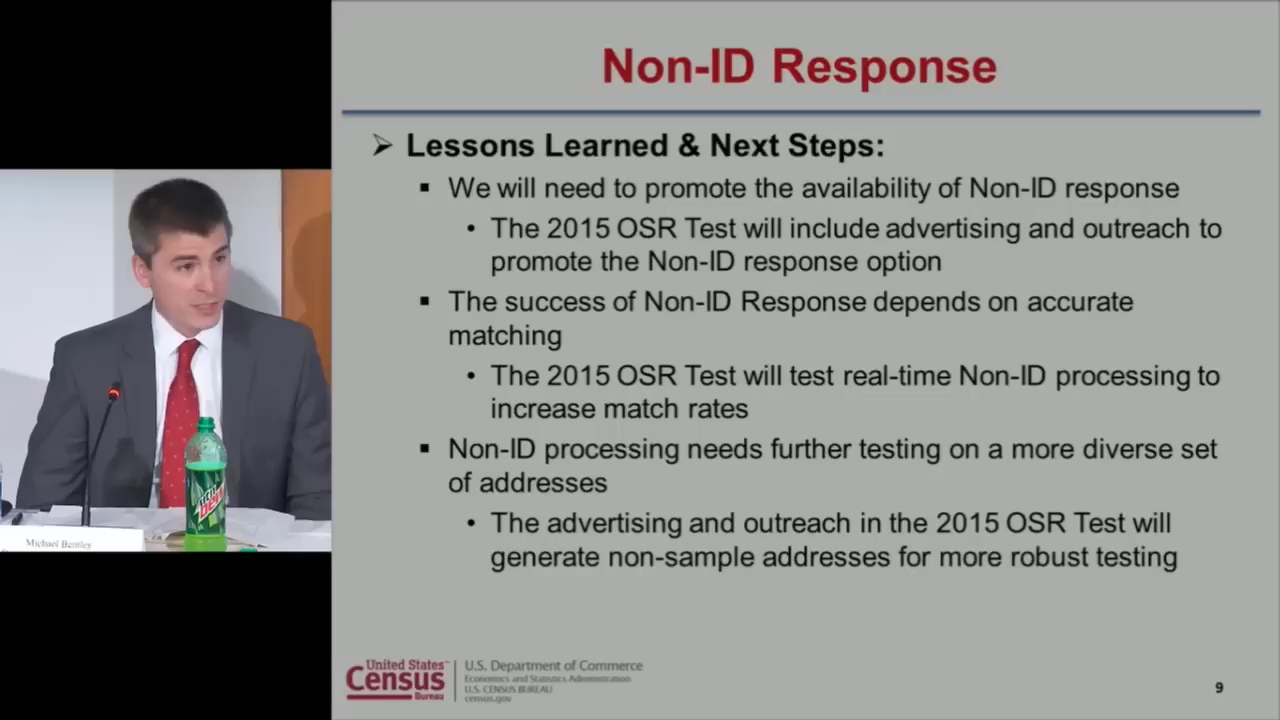 Non-ID Response
Lessons Learned & Next Steps:
We will need to promote the availability of Non-ID response
The 2015 OSR Test will include advertising and outreach to
promote the Non-ID response option
The success of Non-ID Response depends on accurate
matching
The 2015 OSR Test will test real-time Non-ID processing to
increase match rates
Non-ID processing needs further testing on a more diverse set
of addresses
The advertising and outreach in the 2015 OSR Test will
generate non-sample addresses for more robust testing
United States
Census
Bureau
U.S. Department of Commerce
Economics and Statistics Administration
U.S. CENSUS BUREAU
census.gov
9
Mtn
Dew
Michael Bentley